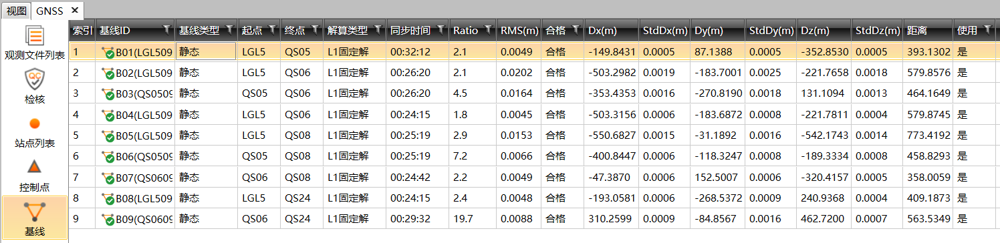 视图 GNSS ×
索引 基线ID 基线类型 起点 终点 解算类型 同步时间 Ratio RMS(m) 合格 Dx(m) StdDx(m) Dy(m) StdDy(m) Dz(m) StdDz(m) 距离 使用
1 B01(LGL509 静态 LGL5 QS05 L1固定解 00:32:12 2.1 0.0049 合格 -149.8431 0.0005 87.1388 0.0005 -352.8530 0.0005 393.1302 是
2 B02(LGL509 静态 LGL5 QS06 L1固定解 00:26:20 2.1 0.0202 合格 -503.2982 0.0019 -183.7001 0.0025 -221.7658 0.0018 579.8576 是
3 B03(QS0509 静态 QS05 QS06 L1固定解 00:26:20 4.5 0.0164 合格 -353.4353 0.0016 -270.8190 0.0018 131.1094 0.0013 464.1649 是
4 B04(LGL509 静态 LGL5 QS06 L1固定解 00:24:15 1.8 0.0045 合格 -503.3156 0.0006 -183.6872 0.0008 -221.7811 0.0004 579.8745 是
5 B05(LGL509 静态 LGL5 QS08 L1固定解 00:25:19 2.9 0.0153 合格 -550.6827 0.0015 -31.1892 0.0016 -542.1743 0.0014 773.4192 是
6 B06(QS0509 静态 QS05 QS08 L1固定解 00:25:19 7.2 0.0066 合格 -400.8447 0.0006 -118.3247 0.0008 -189.3334 0.0008 458.8293 是
7 B07(QS0609 静态 QS06 QS08 L1固定解 00:24:42 2.2 0.0049 合格 -47.3870 0.0006 152.5007 0.0006 -320.4157 0.0005 358.0059 是
8 B08(LGL509 静态 LGL5 QS24 L1固定解 00:24:15 2.4 0.0048 合格 -193.0581 0.0006 -268.5372 0.0009 240.9368 0.0004 409.1873 是
9 B09(QS0609 静态 QS06 QS24 L1固定解 00:29:32 19.7 0.0088 合格 310.2599 0.0009 -84.8567 0.0016 462.7200 0.0007 563.5349 是
观测文件列表
QC
检核
站点列表
控制点
基线